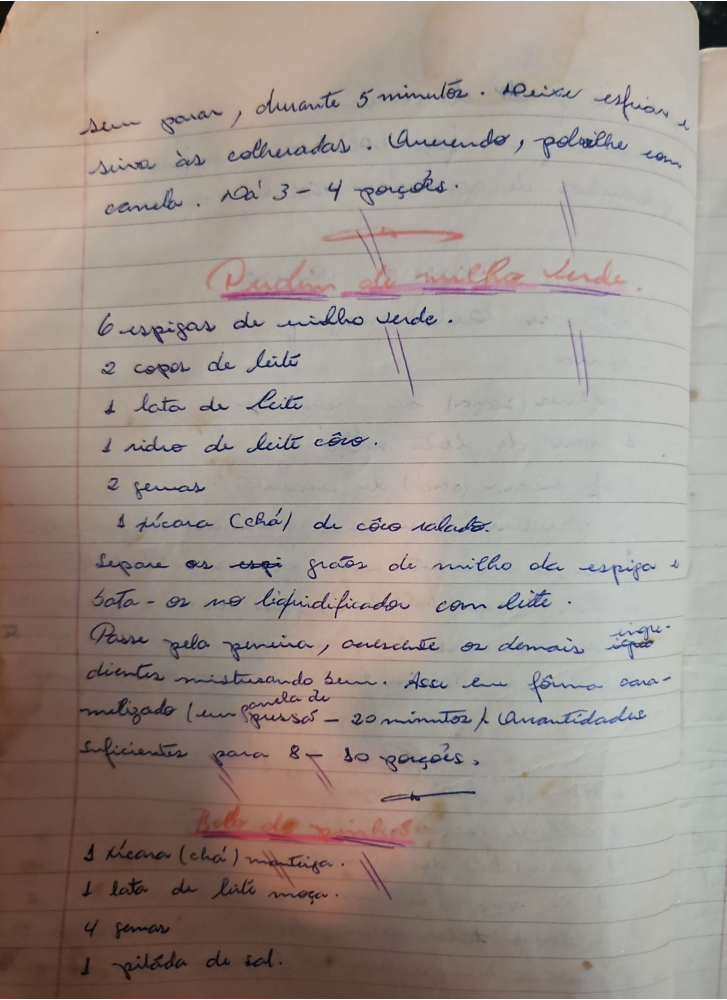 sem parar, durante 5 minutos. Deixe esfriar e
sirva às colheradas. Querendo, polvilhe com
canela. Dá 3 - 4 porções.
Pudim de milho verde.
6 espigas de milho verde.
2 copos de leite
1 lata de leite
1 vidro de leite côco.
2 gemas
1 xícara (chá) de côco ralado.
Separe os espi grãos de milho da espiga e
bata-os no liquidificador com leite.
Passe pela peneira, acrescente os demais ingre-
dientes misturando bem. Asse em fôrma cara-
melizado (em panela de pressão - 20 minutos). Quantidades
suficientes para 8 - 10 porções.
Bolo de
1 xícara (chá) manteiga.
1 lata de leite moça.
4 gemas
1 pitáda de sal.